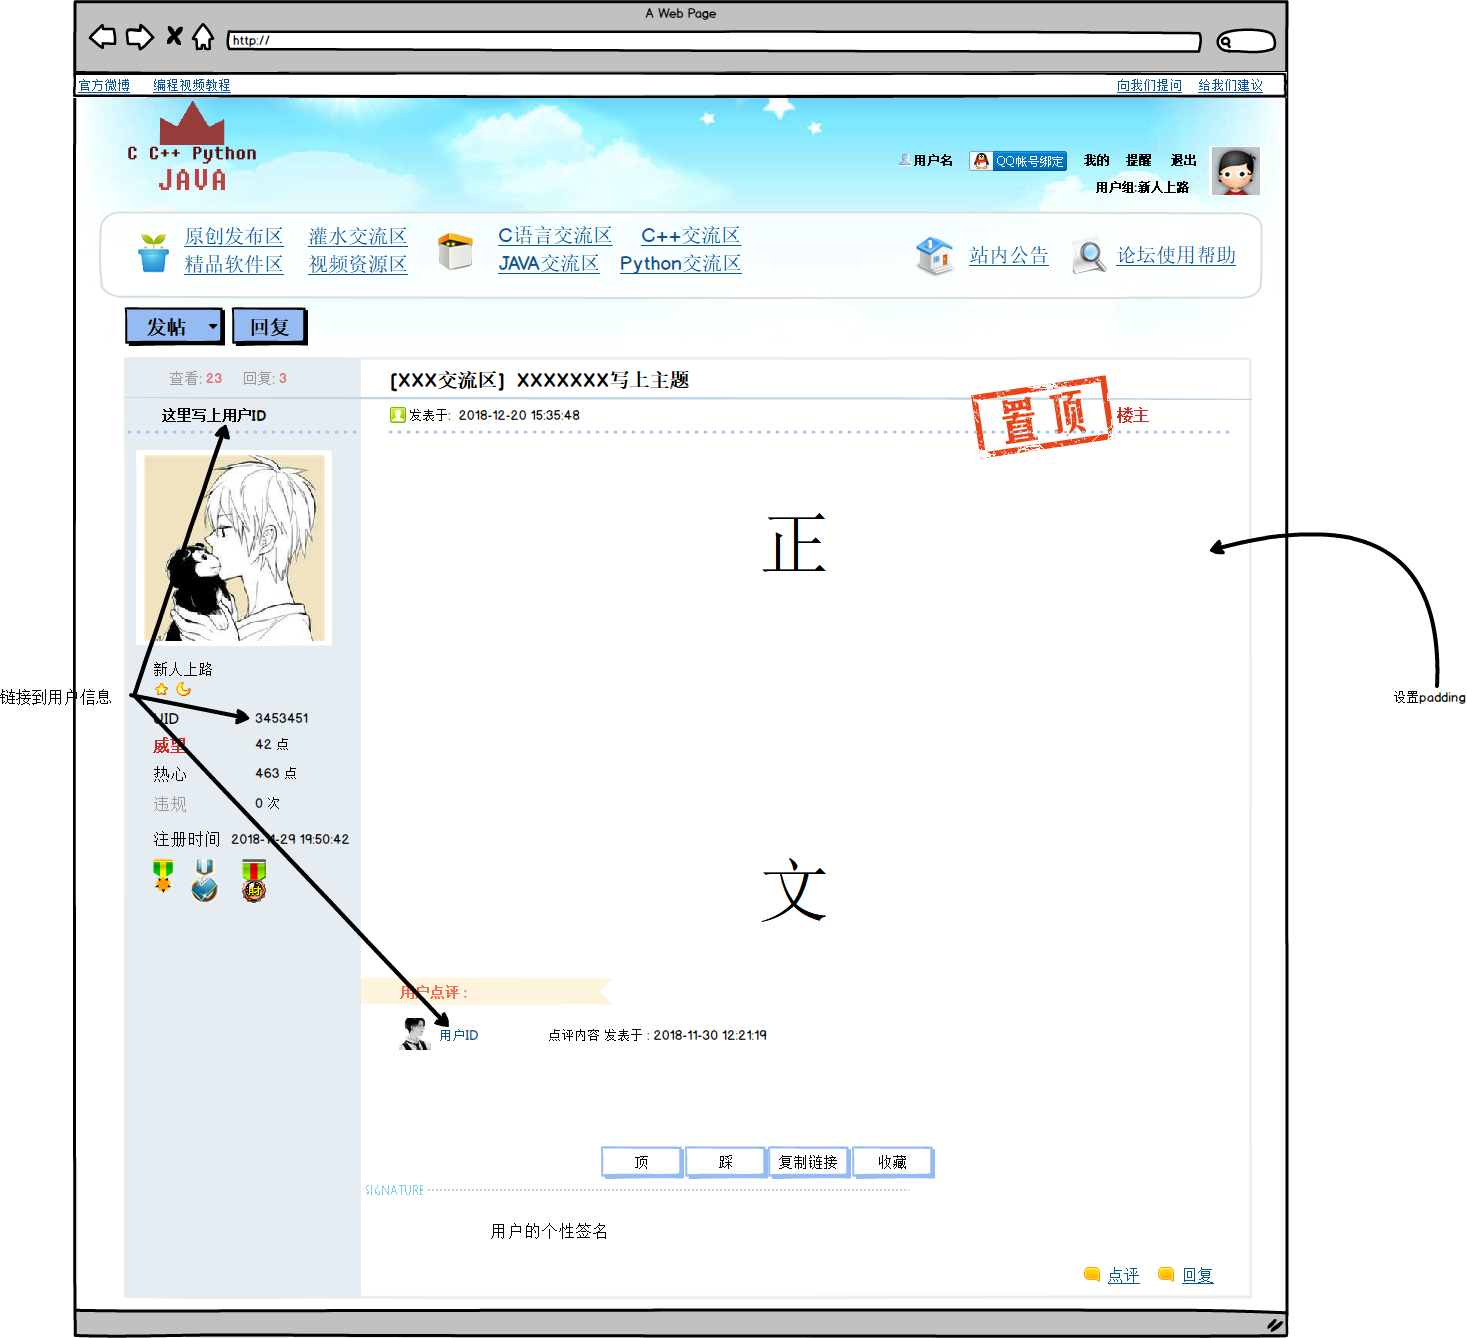 A Web Page
http://
官方微博 编程视频教程 向我们提问 给我们建议
C C++ Python
JAVA
用户名 QQ帐号绑定 我的 提醒 退出
用户组:新人上路
原创发布区 灌水交流区 C语言交流区 C++交流区
精品软件区 视频资源区 JAVA交流区 Python交流区
站内公告 论坛使用帮助
发帖 回复
查看: 23 回复: 3
[XXX交流区] XXXXXXX写上主题
这里写上用户ID
发表于: 2018-12-20 15:35:48
置顶
楼主
正
新人上路
链接到用户信息
设置padding
UID 3453451
威望 42 点
热心 463 点
违规 0 次
注册时间 2018-11-29 19:50:42
财
文
用户点评 :
用户ID 点评内容 发表于 : 2018-11-30 12:21:19
顶 踩 复制链接 收藏
SIGNATURE
用户的个性签名
点评 回复